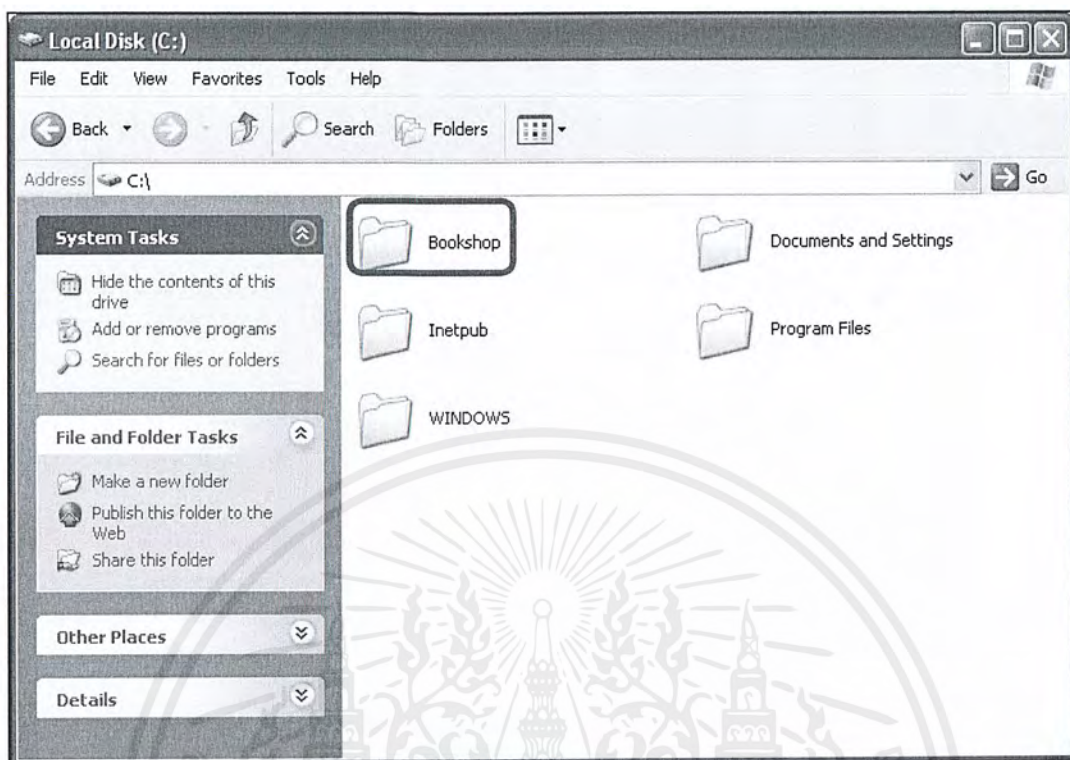 Local Disk (C:)
File Edit View Favorites Tools Help
Back Search Folders
Address C:\ Go
System Tasks
Hide the contents of this
drive
Add or remove programs
Search for files or folders
File and Folder Tasks
Make a new folder
Publish this folder to the
Web
Share this folder
Other Places
Details
Bookshop
Documents and Settings
Inetpub
Program Files
WINDOWS